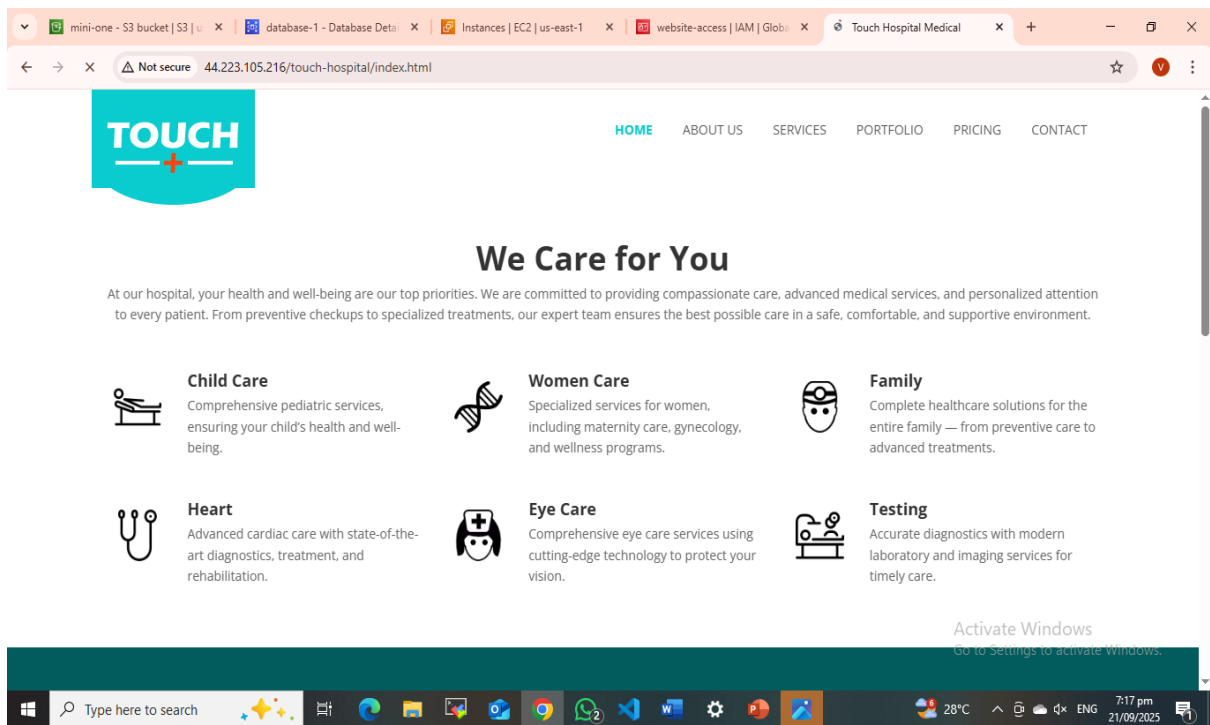 mini-one - S3 bucket | S3 | u
database-1 - Database Detai
Instances | EC2 | us-east-1
website-access | IAM | Globa
Touch Hospital Medical
Not secure
44.223.105.216/touch-hospital/index.html
V
TOUCH
HOME
ABOUT US
SERVICES
PORTFOLIO
PRICING
CONTACT
We Care for You
At our hospital, your health and well-being are our top priorities. We are committed to providing compassionate care, advanced medical services, and personalized attention
to every patient. From preventive checkups to specialized treatments, our expert team ensures the best possible care in a safe, comfortable, and supportive environment.
Child Care
Comprehensive pediatric services,
ensuring your child's health and well-
being.
Women Care
Specialized services for women,
including maternity care, gynecology,
and wellness programs.
Family
Complete healthcare solutions for the
entire family — from preventive care to
advanced treatments.
Heart
Advanced cardiac care with state-of-the-
art diagnostics, treatment, and
rehabilitation.
Eye Care
Comprehensive eye care services using
cutting-edge technology to protect your
vision.
Testing
Accurate diagnostics with modern
laboratory and imaging services for
timely care.
Activate Windows
Go to Settings to activate Windows.
Type here to search
28°C
ENG
7:17 pm
21/09/2025